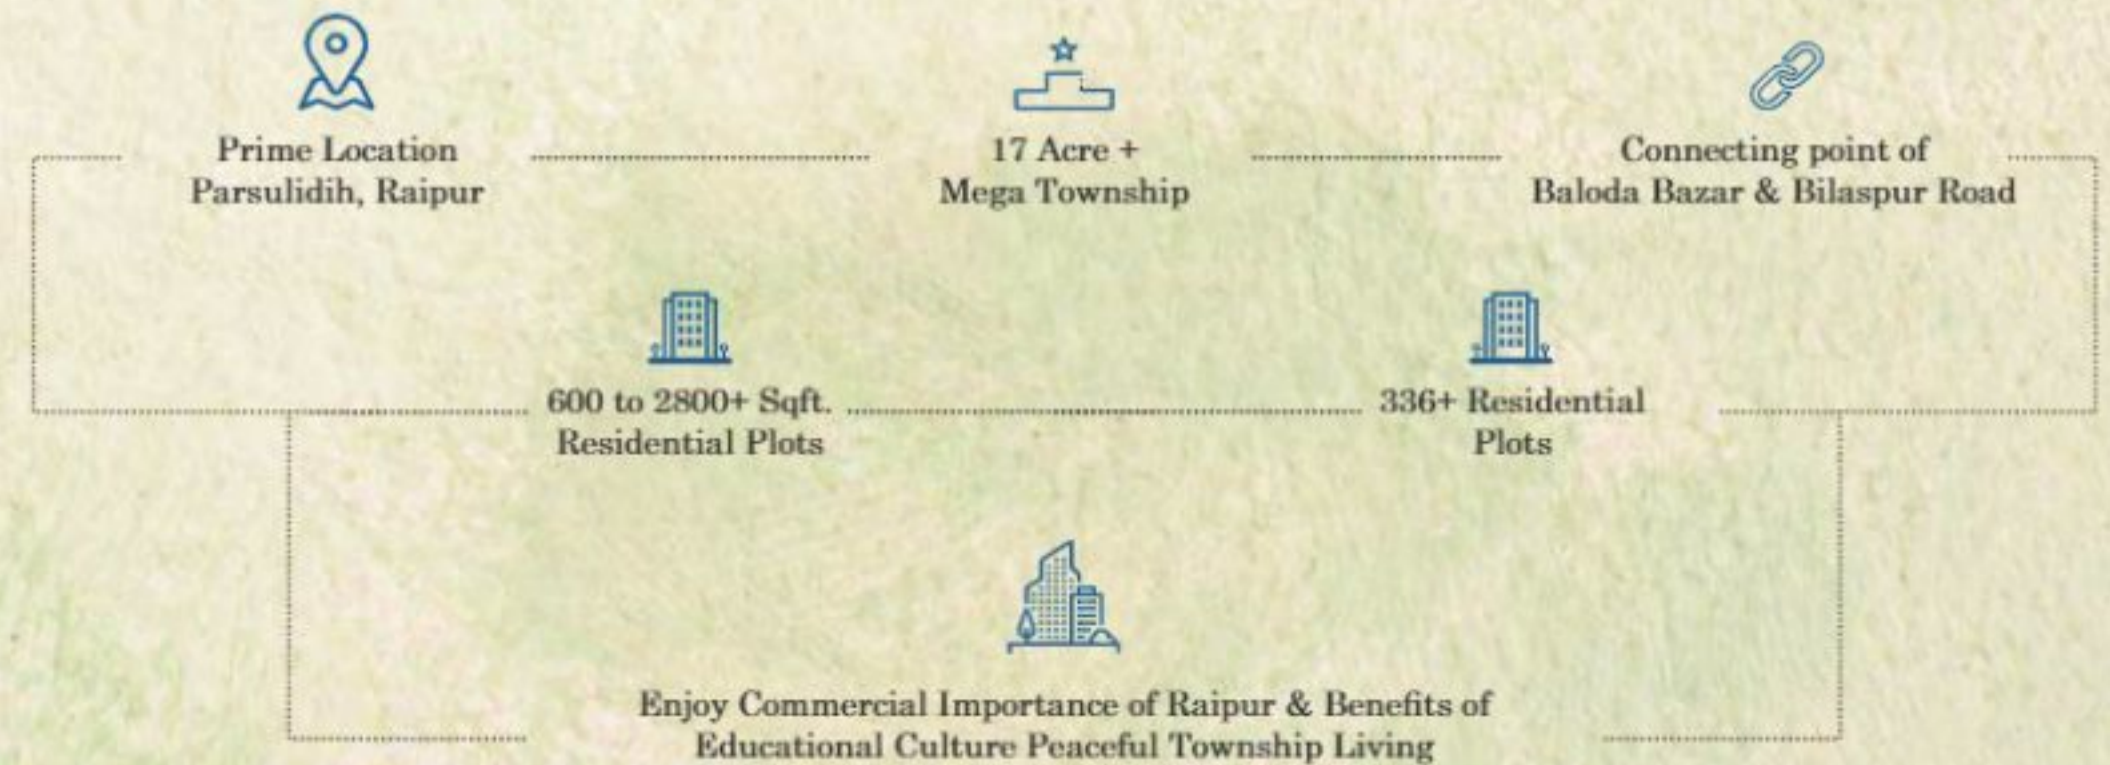 Prime Location
Parsulidih, Raipur
17 Acre +
Mega Township
Connecting point of
Baloda Bazar & Bilaspur Road
600 to 2800+ Sqft.
Residential Plots
336+ Residential
Plots
Enjoy Commercial Importance of Raipur & Benefits of
Educational Culture Peaceful Township Living